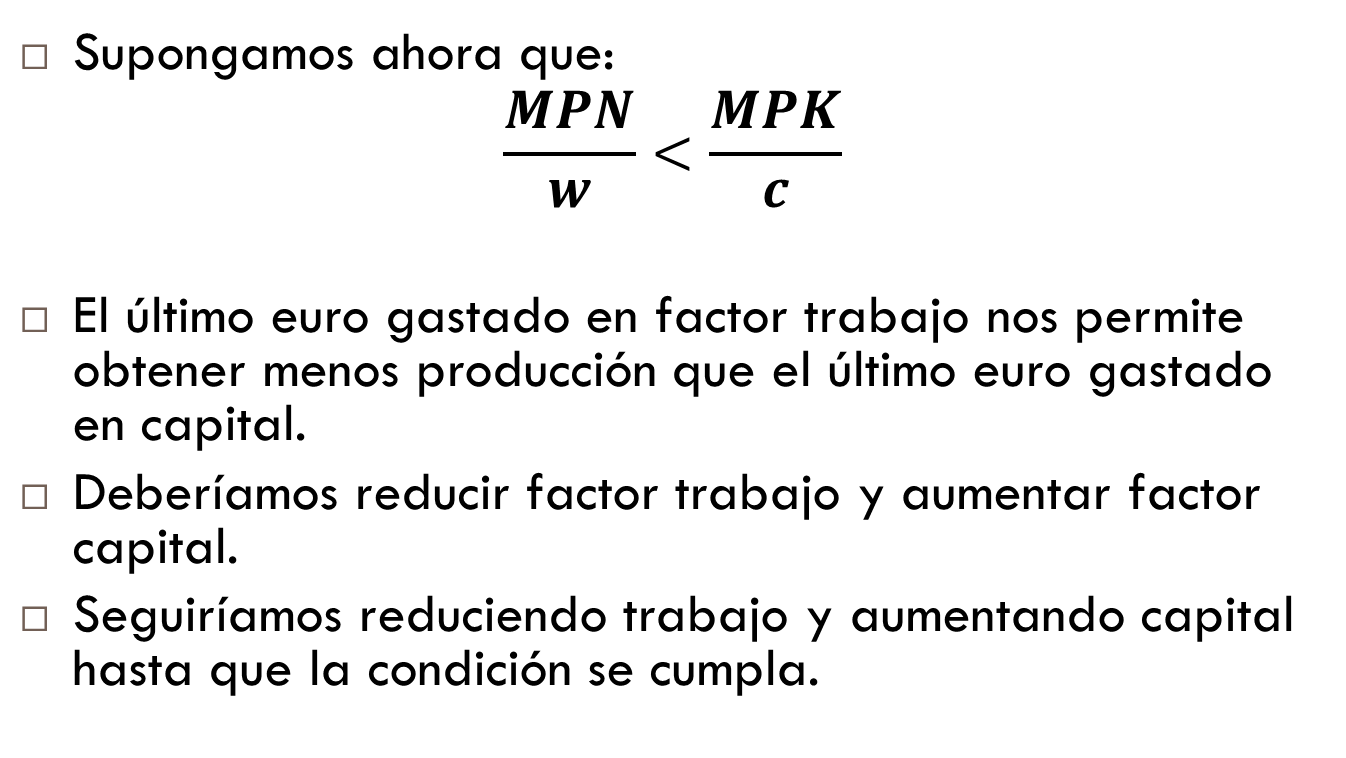 □ Supongamos ahora que:
MPN/w < MPK/c
□ El último euro gastado en factor trabajo nos permite
obtener menos producción que el último euro gastado
en capital.
□ Deberíamos reducir factor trabajo y aumentar factor
capital.
□ Seguiríamos reduciendo trabajo y aumentando capital
hasta que la condición se cumpla.